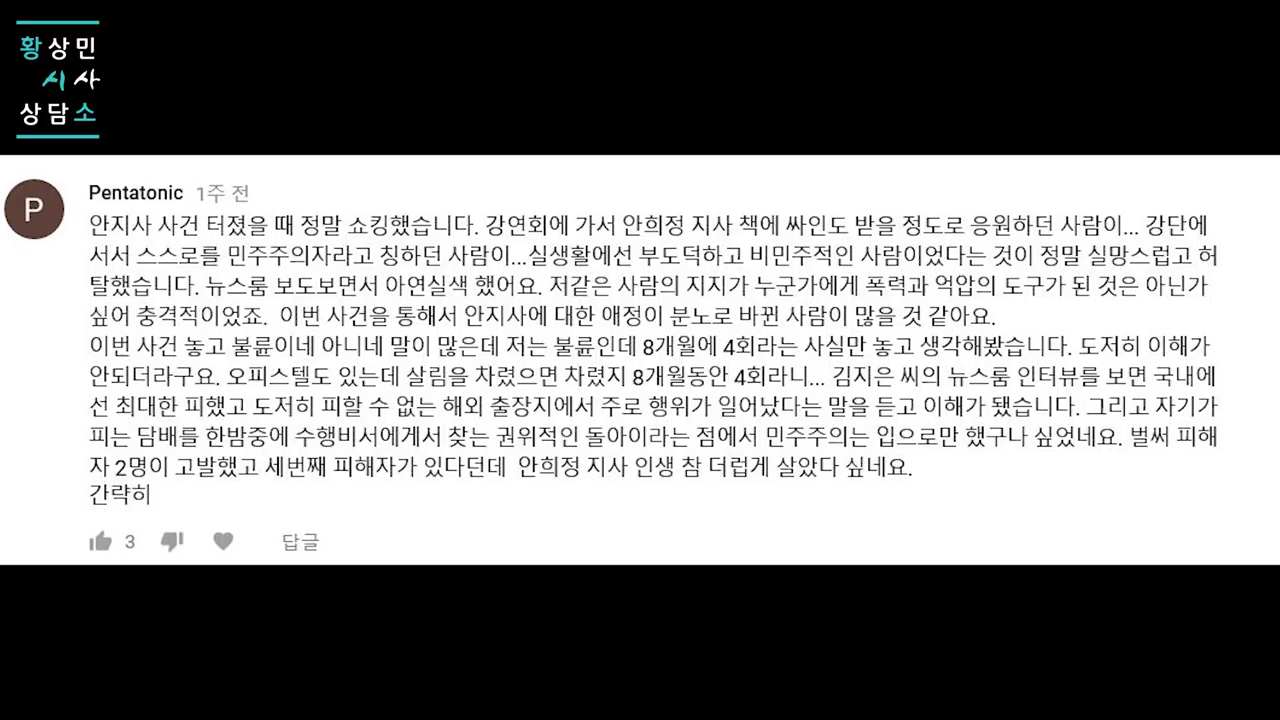 황상민
시사
상담소
P
Pentatonic 1주 전
안지사 사건 터졌을 때 정말 쇼킹했습니다. 강연회에 가서 안희정 지사 책에 싸인도 받을 정도로 응원하던 사람이... 강단에
서서 스스로를 민주주의자라고 칭하던 사람이...실생활에선 부도덕하고 비민주적인 사람이었다는 것이 정말 실망스럽고 허
탈했습니다. 뉴스룸 보도보면서 아연실색 했어요. 저같은 사람의 지지가 누군가에게 폭력과 억압의 도구가 된 것은 아닌가
싶어 충격적이었죠. 이번 사건을 통해서 안지사에 대한 애정이 분노로 바뀐 사람이 많을 것 같아요.
이번 사건 놓고 불륜이네 아니네 말이 많은데 저는 불륜인데 8개월에 4회라는 사실만 놓고 생각해봤습니다. 도저히 이해가
안되더라구요. 오피스텔도 있는데 살림을 차렸으면 차렸지 8개월동안 4회라니... 김지은 씨의 뉴스룸 인터뷰를 보면 국내에
선 최대한 피했고 도저히 피할 수 없는 해외 출장지에서 주로 행위가 일어났다는 말을 듣고 이해가 됐습니다. 그리고 자기가
피는 담배를 한밤중에 수행비서에게서 찾는 권위적인 돌아이라는 점에서 민주주의는 입으로만 했구나 싶었네요. 벌써 피해
자 2명이 고발했고 세번째 피해자가 있다던데 안희정 지사 인생 참 더럽게 살았다 싶네요.
간략히
3 답글